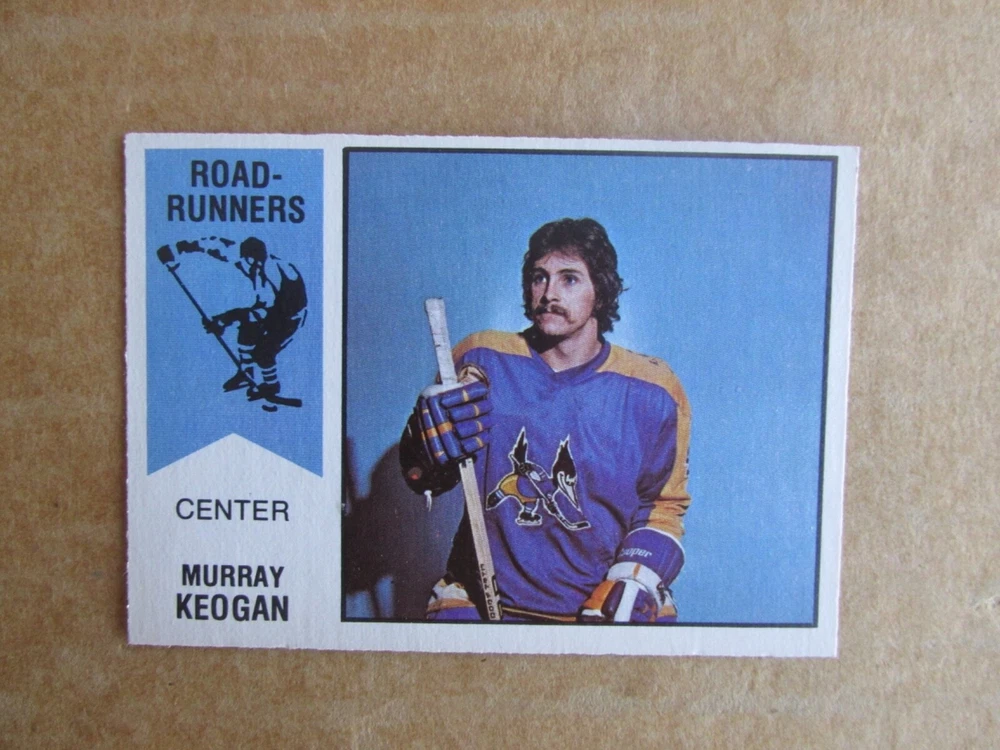 ROAD-
RUNNERS
CENTER
MURRAY
KEOGAN